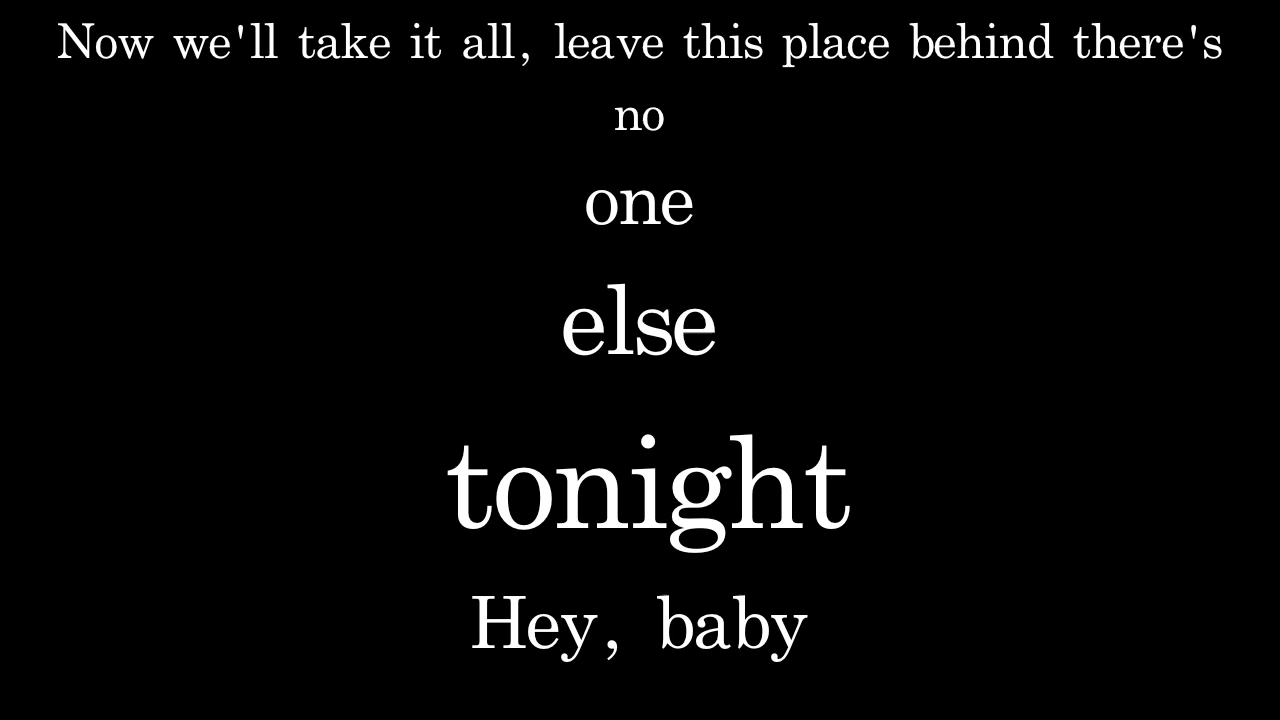 Now we'll take it all, leave this place behind there's
no
one
else
tonight
Hey, baby